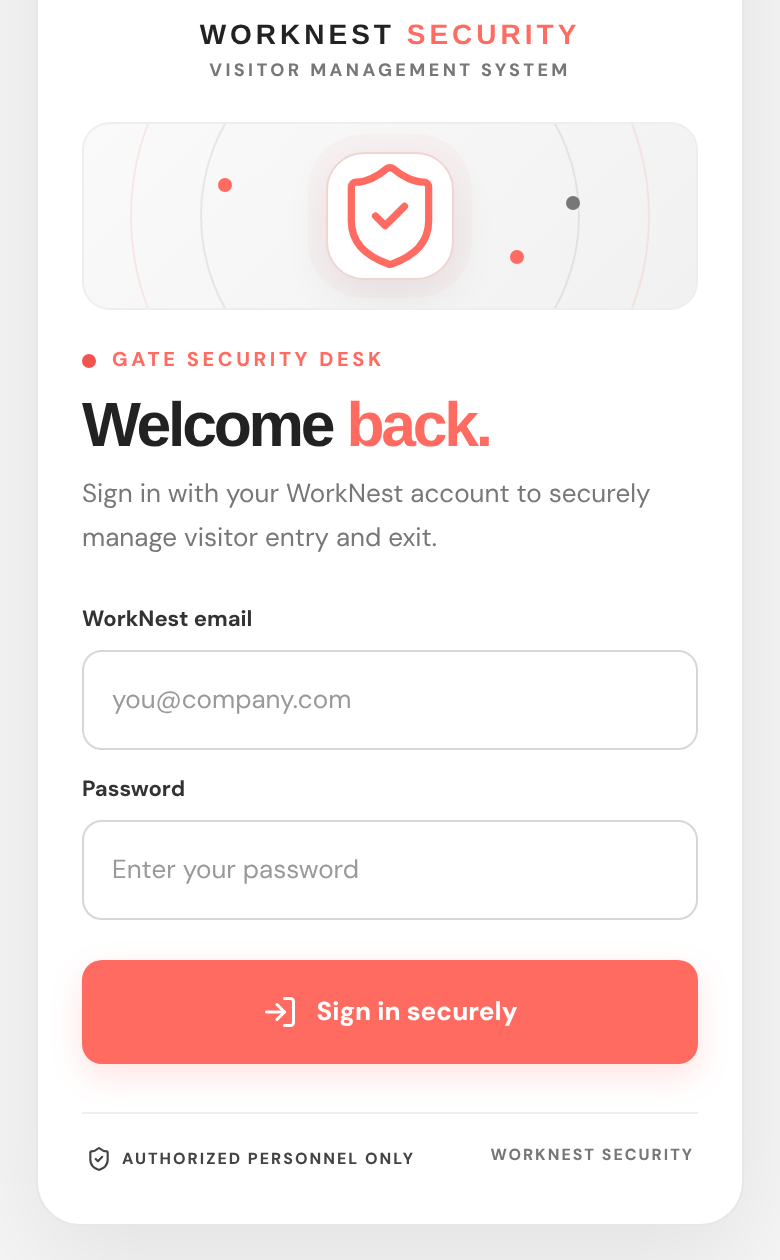 WORKNEST SECURITY
VISITOR MANAGEMENT SYSTEM
GATE SECURITY DESK
Welcome back.
Sign in with your WorkNest account to securely
manage visitor entry and exit.
WorkNest email
you@company.com
Password
Enter your password
Sign in securely
AUTHORIZED PERSONNEL ONLY
WORKNEST SECURITY